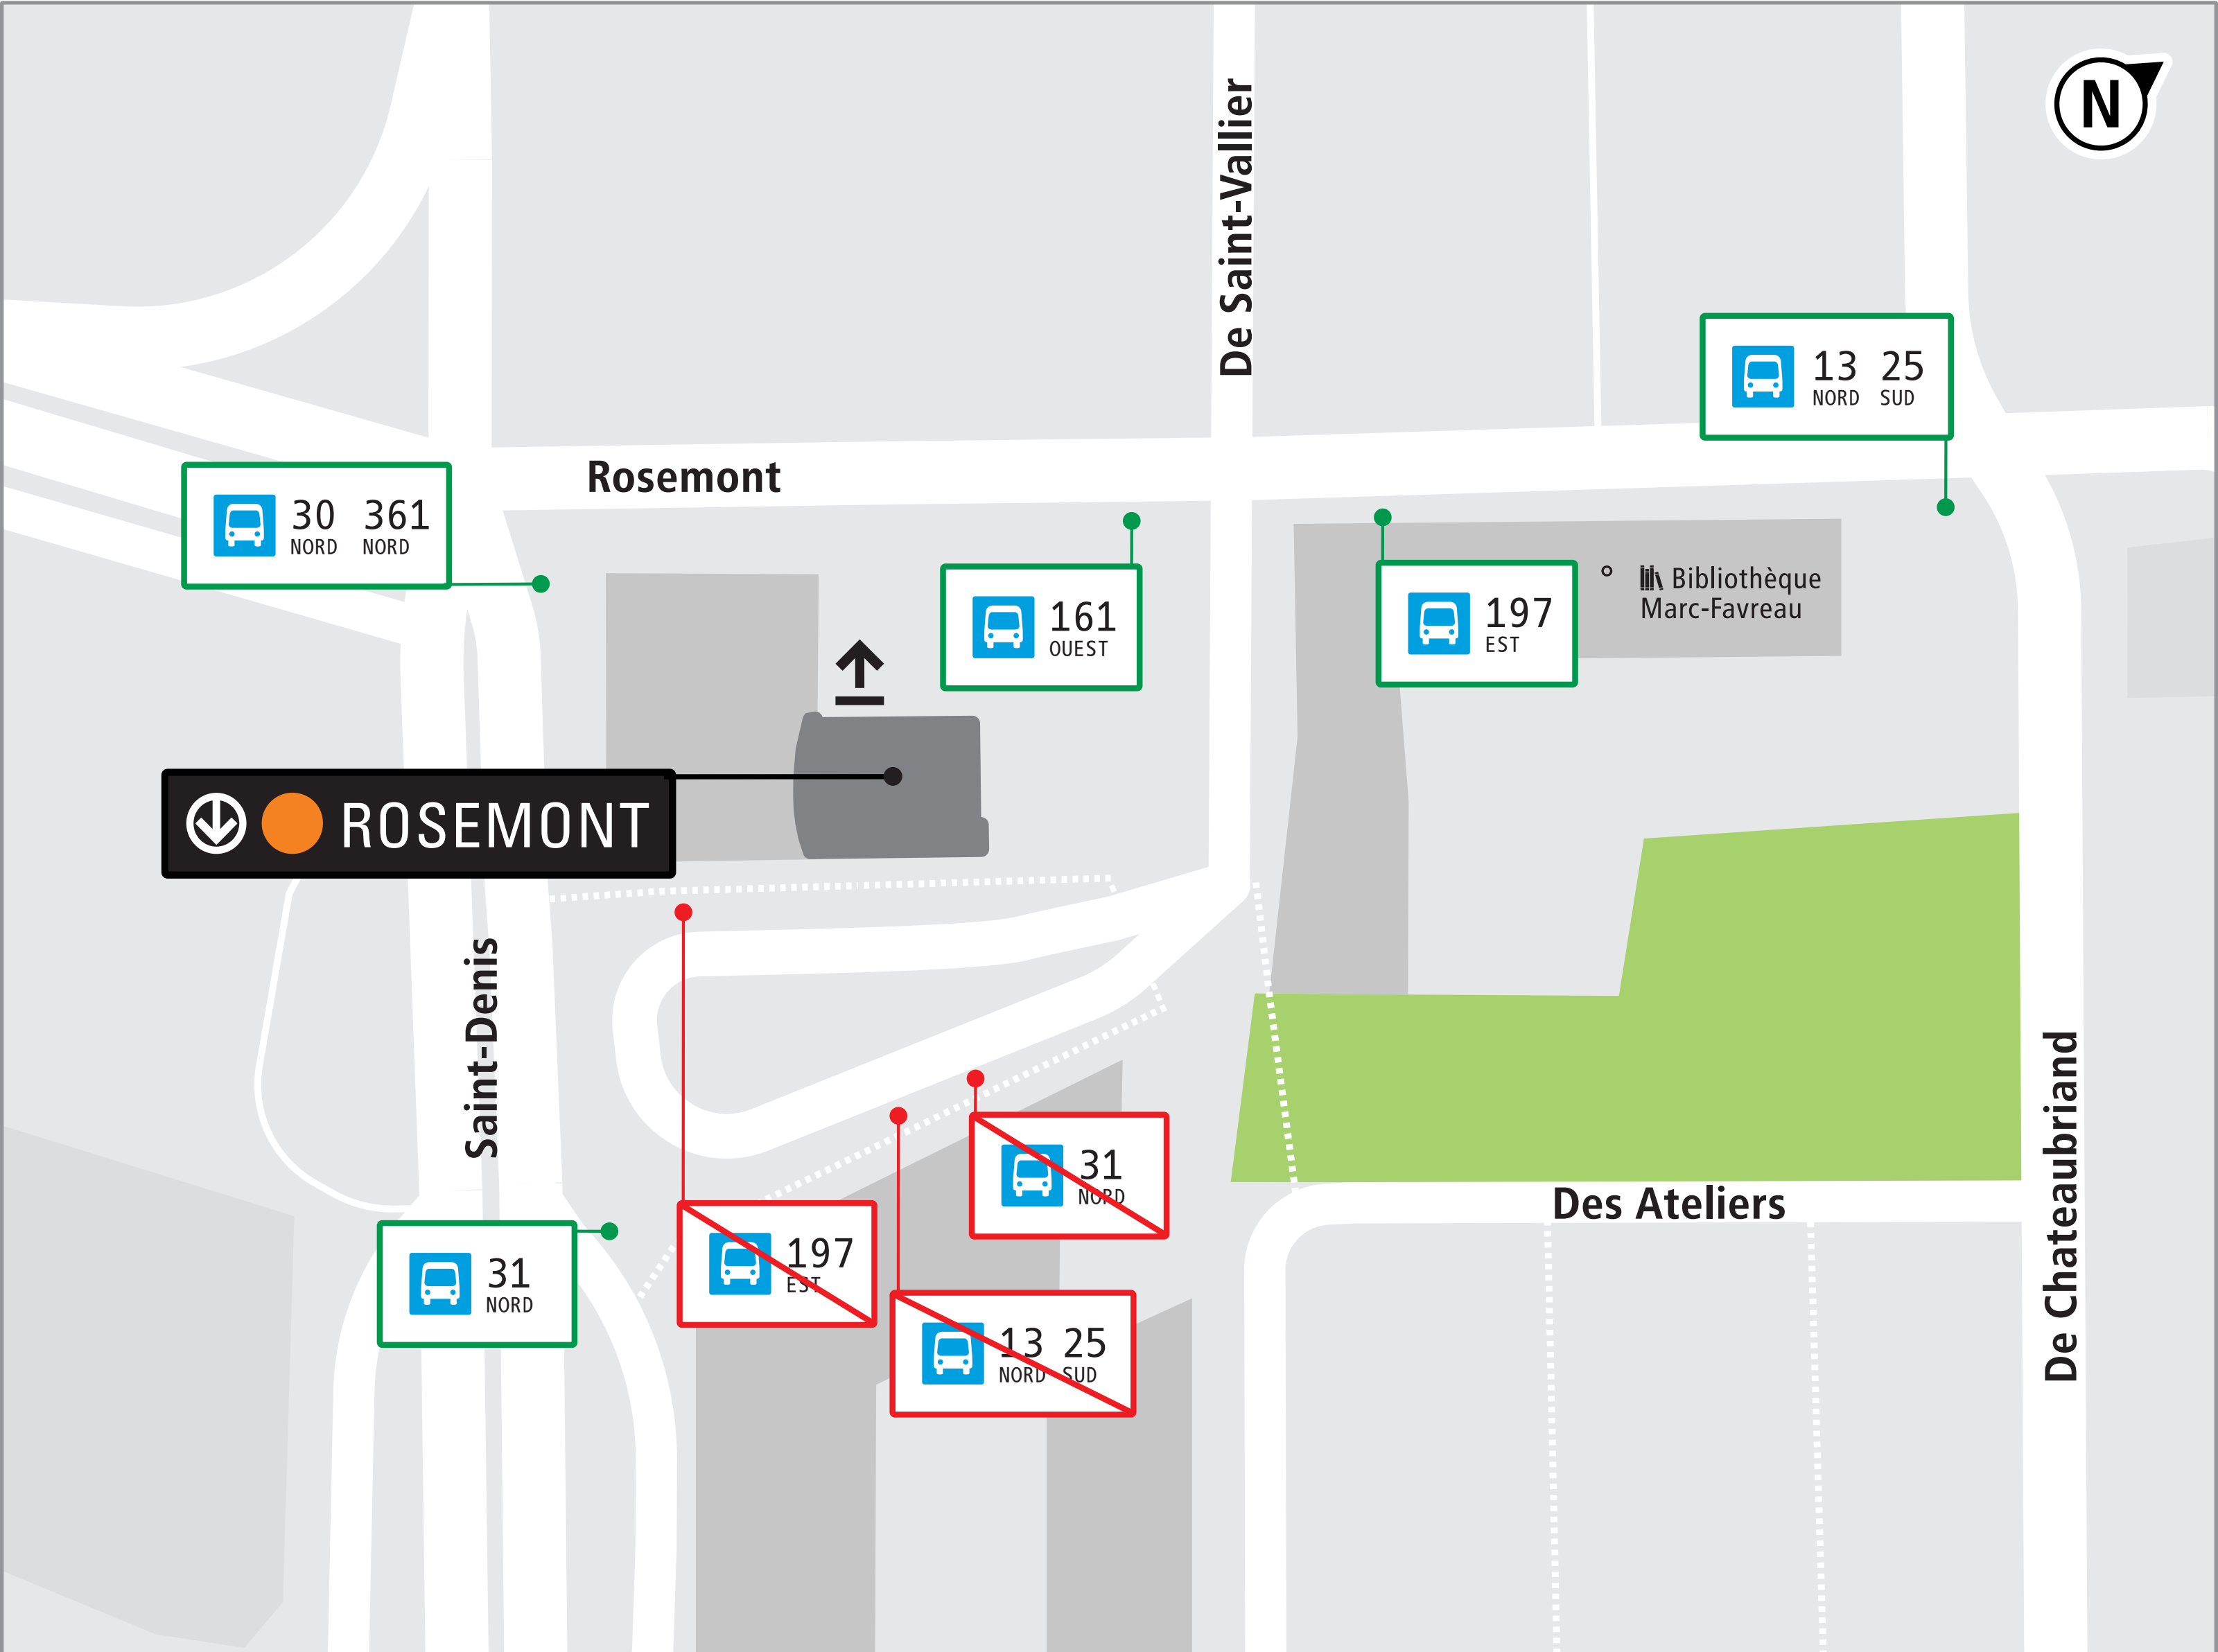 N
De Saint-Vallier
13 25
NORD SUD
Rosemont
30 361
NORD NORD
161
OUEST
197
EST
Bibliothèque
Marc-Favreau
ROSEMONT
Saint-Denis
De Chateaubriand
Des Ateliers
31
NORD
31
NORD
197
EST
13 25
NORD SUD